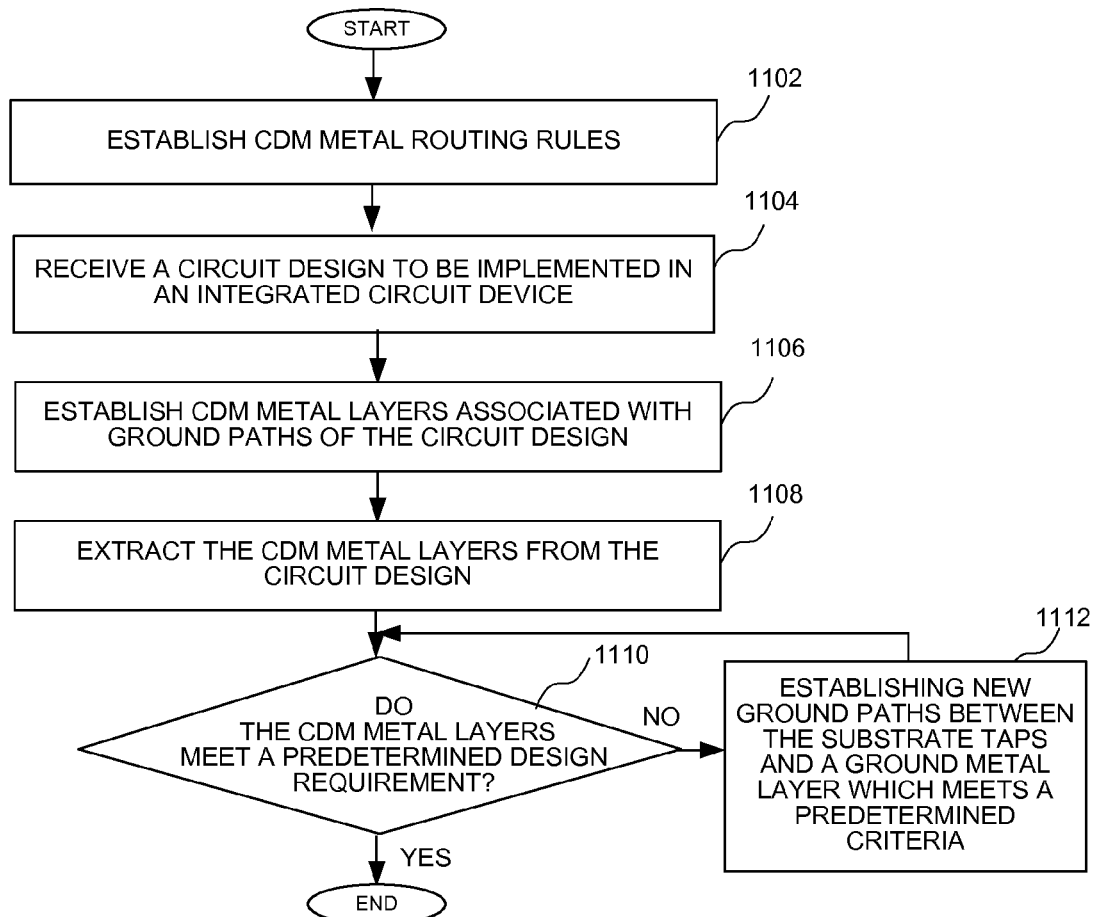 START
1102
ESTABLISH CDM METAL ROUTING RULES
1104
RECEIVE A CIRCUIT DESIGN TO BE IMPLEMENTED IN
AN INTEGRATED CIRCUIT DEVICE
1106
ESTABLISH CDM METAL LAYERS ASSOCIATED WITH
GROUND PATHS OF THE CIRCUIT DESIGN
1108
EXTRACT THE CDM METAL LAYERS FROM THE
CIRCUIT DESIGN
1110
DO
THE CDM METAL LAYERS
MEET A PREDETERMINED DESIGN
REQUIREMENT?
NO
1112
ESTABLISHING NEW
GROUND PATHS BETWEEN
THE SUBSTRATE TAPS
AND A GROUND METAL
LAYER WHICH MEETS A
PREDETERMINED
CRITERIA
YES
END